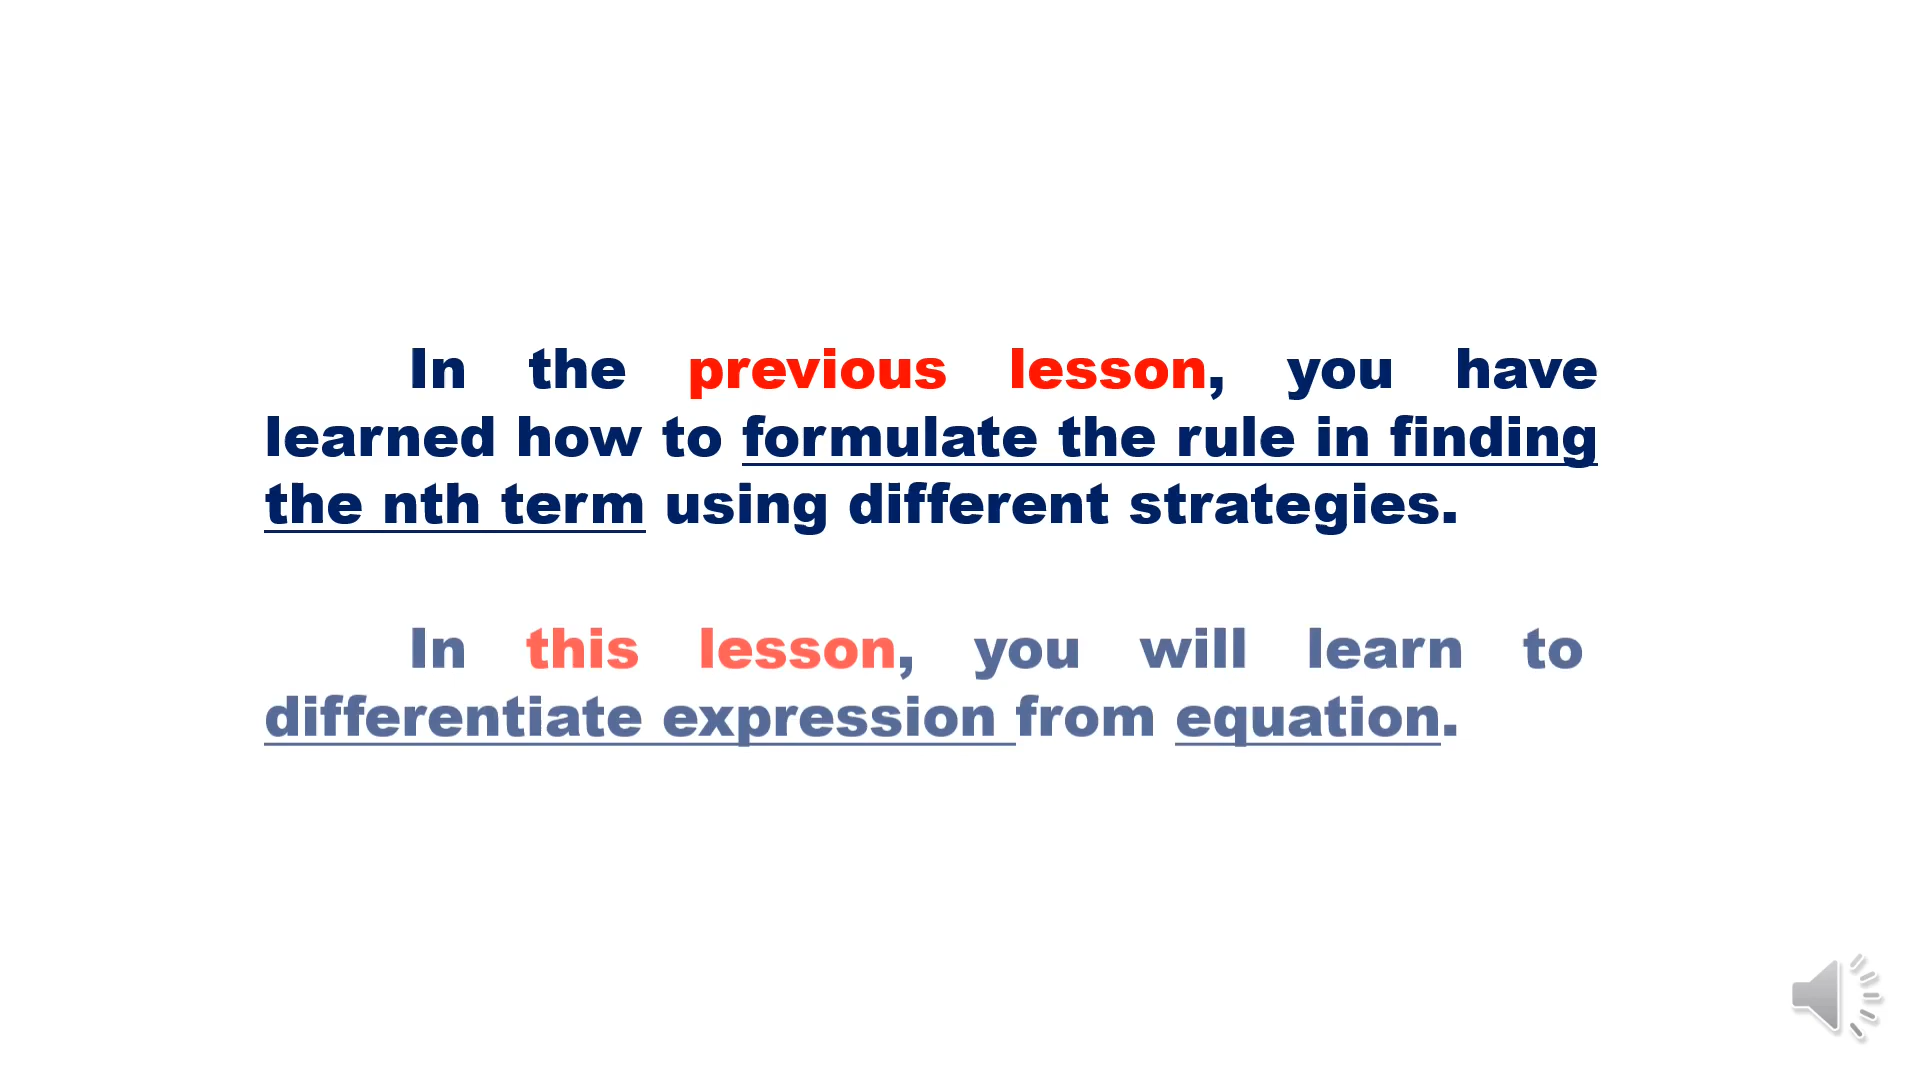 In the previous lesson, you have
learned how to formulate the rule in finding
the nth term using different strategies.
In this lesson, you will learn to
differentiate expression from equation.